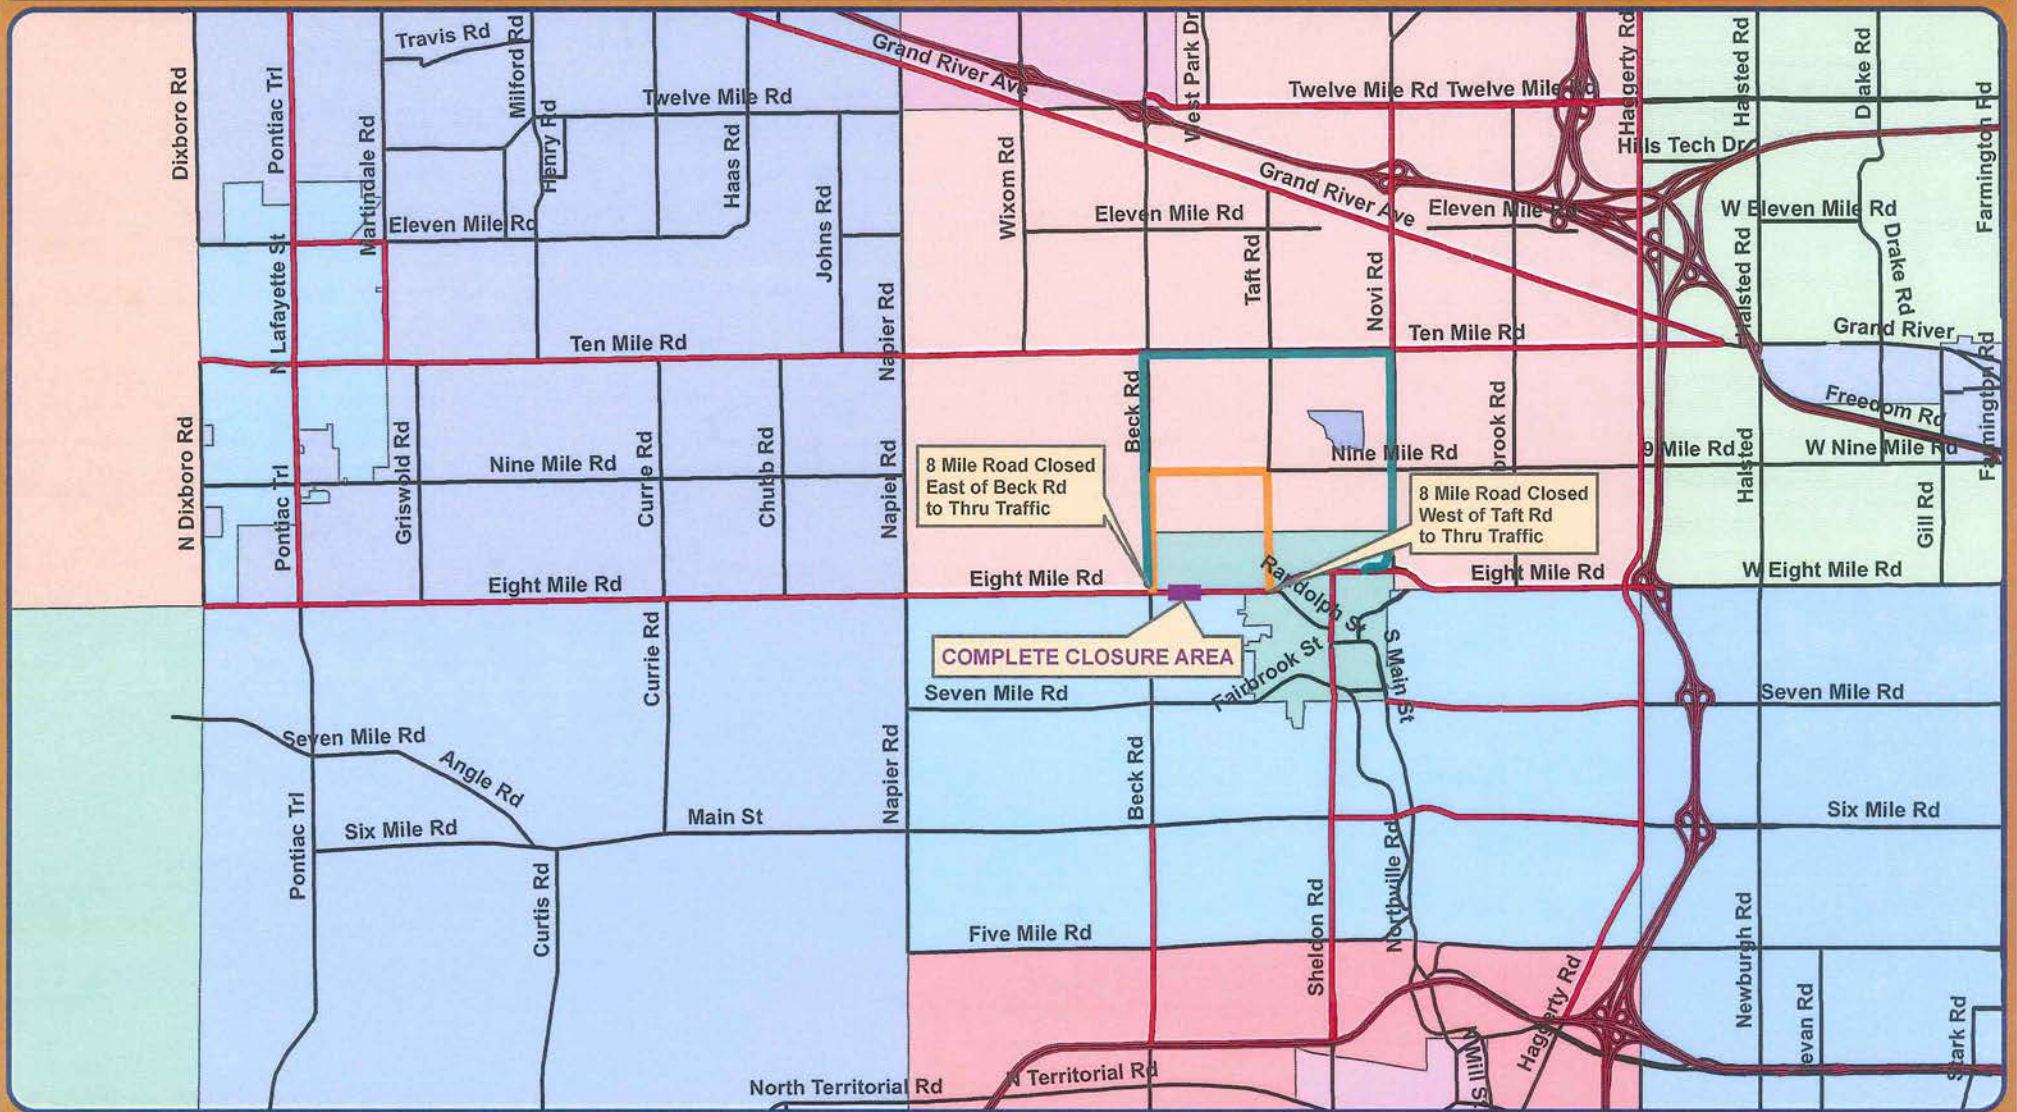 Travis Rd
Milford Rd
Grand River Ave
West Park Dr
Haggerty Rd
Halsted Rd
Drake Rd
Dixboro Rd
Pontiac Trl
Martindale Rd
Henry Rd
Twelve Mile Rd
Haas Rd
Twelve Mile Rd
Twelve Mile Rd
Hills Tech Dr
Farmington Rd
Wixom Rd
Johns Rd
Grand River Ave
Eleven Mile Rd
Eleven Mile Rd
Eleven Mile Rd
W Eleven Mile Rd
N Lafayette St
Taft Rd
Novi Rd
Halsted Rd
Drake Rd
Napier Rd
Ten Mile Rd
Ten Mile Rd
Grand River
Farmington Rd
Beck Rd
brook Rd
Freedom Rd
N Dixboro Rd
Pontiac Trl
Griswold Rd
Nine Mile Rd
Currie Rd
Chubb Rd
Napier Rd
8 Mile Road Closed
East of Beck Rd
to Thru Traffic
Nine Mile Rd
9 Mile Rd
Halsted
W Nine Mile Rd
8 Mile Road Closed
West of Taft Rd
to Thru Traffic
Gill Rd
Eight Mile Rd
Eight Mile Rd
Randolph St
Eight Mile Rd
W Eight Mile Rd
Currie Rd
COMPLETE CLOSURE AREA
Fairbrook St
S Main St
Seven Mile Rd
Seven Mile Rd
Seven Mile Rd
Angle Rd
Napier Rd
Beck Rd
Pontiac Trl
Six Mile Rd
Main St
Six Mile Rd
Northville Rd
Curtis Rd
Sheldon Rd
Five Mile Rd
Newburgh Rd
Haggerty Rd
evan Rd
Stark Rd
North Territorial Rd
N Territorial Rd
N Mill St